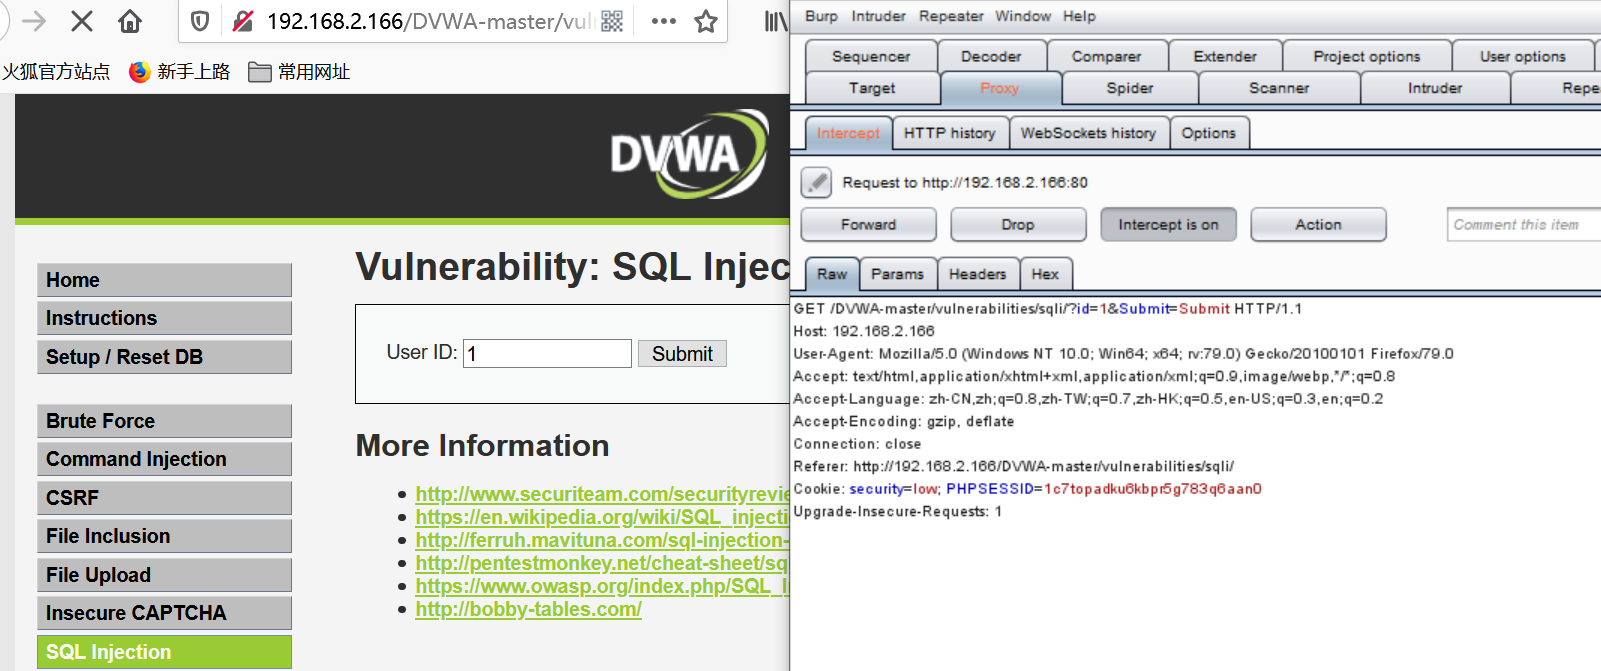 192.168.2.166/DVWA-master/vul
火狐官方站点 新手上路 常用网址
DVWA
Home
Instructions
Setup / Reset DB
Brute Force
Command Injection
CSRF
File Inclusion
File Upload
Insecure CAPTCHA
SQL Injection
Vulnerability: SQL Injec
User ID: 1 Submit
More Information
http://www.securiteam.com/securityrevie
https://en.wikipedia.org/wiki/SQL_injecti
http://ferruh.mavituna.com/sql-injection-
http://pentestmonkey.net/cheat-sheet/sq
https://www.owasp.org/index.php/SQL_I
http://bobby-tables.com/
Burp Intruder Repeater Window Help
Sequencer Decoder Comparer Extender Project options User options
Target Proxy Spider Scanner Intruder Repe
Intercept HTTP history WebSockets history Options
Request to http://192.168.2.166:80
Forward Drop Intercept is on Action Comment this item
Raw Params Headers Hex
GET /DVWA-master/vulnerabilities/sqli/?id=1&Submit=Submit HTTP/1.1
Host: 192.168.2.166
User-Agent: Mozilla/5.0 (Windows NT 10.0; Win64; x64; rv:79.0) Gecko/20100101 Firefox/79.0
Accept: text/html,application/xhtml+xml,application/xml;q=0.9,image/webp,*/*;q=0.8
Accept-Language: zh-CN,zh;q=0.8,zh-TW;q=0.7,zh-HK;q=0.5,en-US;q=0.3,en;q=0.2
Accept-Encoding: gzip, deflate
Connection: close
Referer: http://192.168.2.166/DVWA-master/vulnerabilities/sqli/
Cookie: security=low; PHPSESSID=1c7topadku6kbpr5g783q6aan0
Upgrade-Insecure-Requests: 1